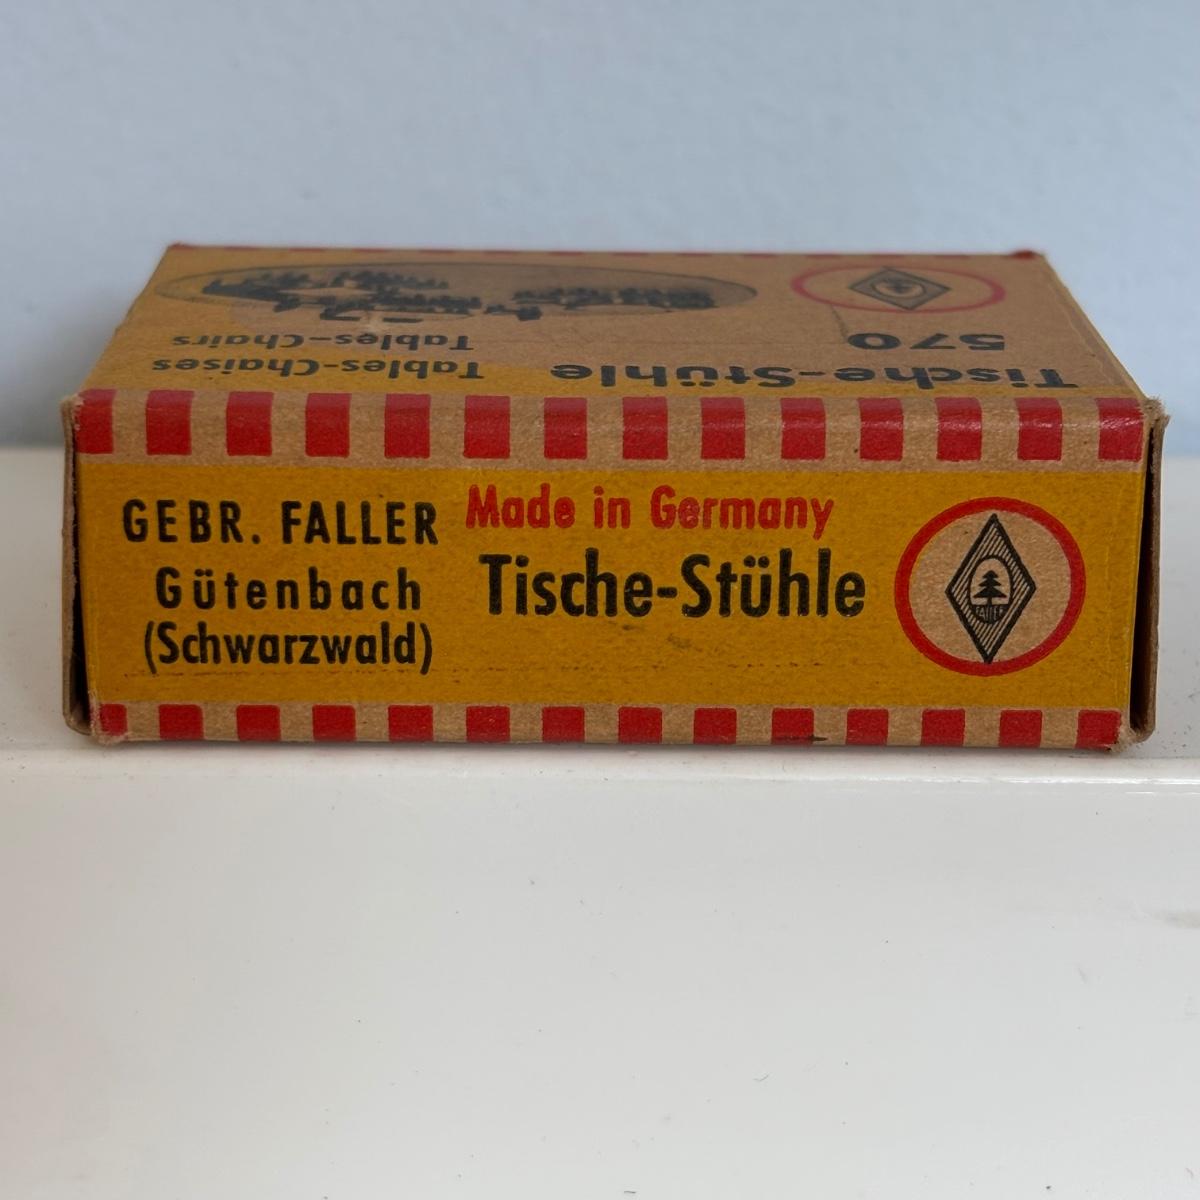 Tische-Stühle
570
Tables-Chaises
Tables-Chairs
GEBR. FALLER
Gütenbach
(Schwarzwald)
Made in Germany
Tische-Stühle
FALLER